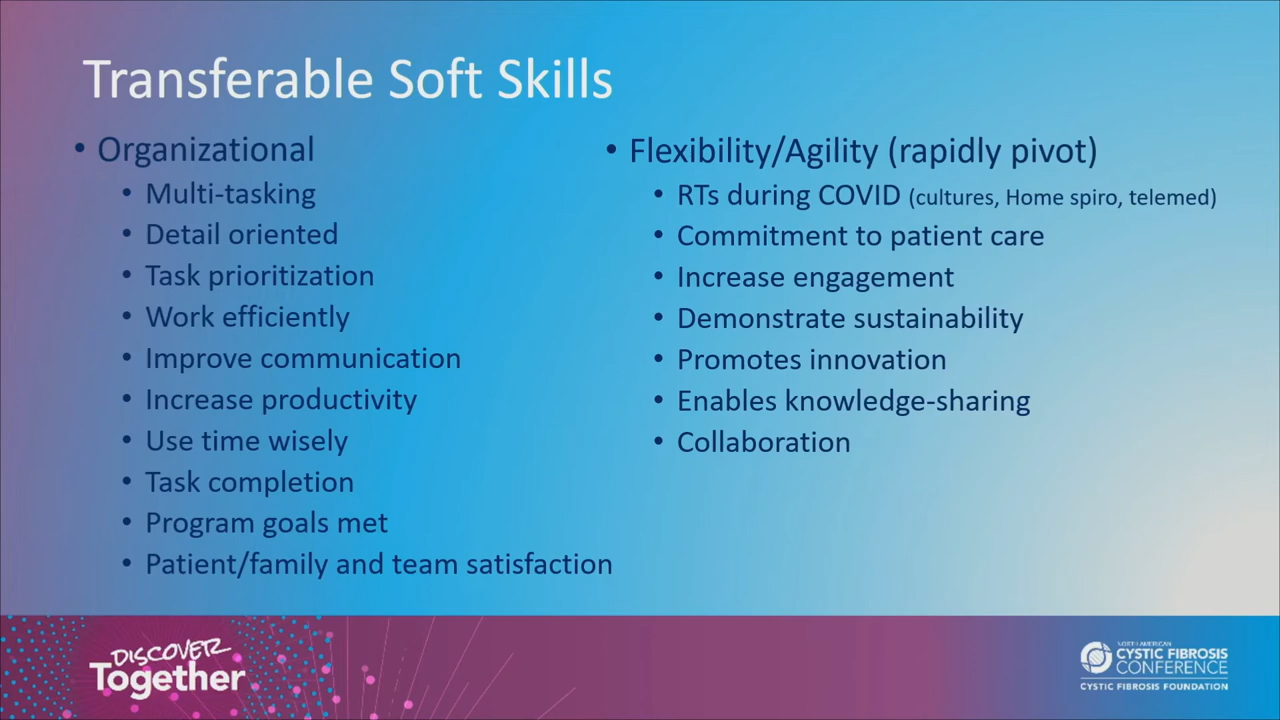 Transferable Soft Skills
• Organizational
• Multi-tasking
• Detail oriented
• Task prioritization
• Work efficiently
• Improve communication
• Increase productivity
• Use time wisely
• Task completion
• Program goals met
• Patient/family and team satisfaction
• Flexibility/Agility (rapidly pivot)
• RTs during COVID (cultures, Home spiro, telemed)
• Commitment to patient care
• Increase engagement
• Demonstrate sustainability
• Promotes innovation
• Enables knowledge-sharing
• Collaboration
DISCOVER
Together
NORTH AMERICAN
CYSTIC FIBROSIS
CONFERENCE
CYSTIC FIBROSIS FOUNDATION